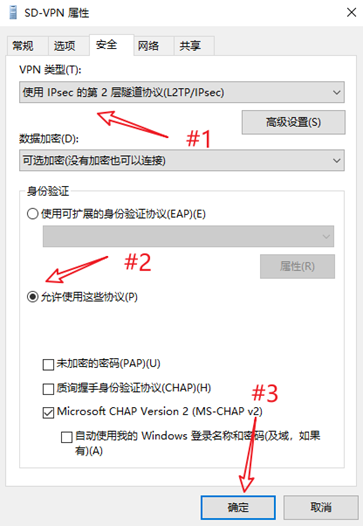 SD-VPN 属性
常规 选项 安全 网络 共享
VPN 类型(T):
使用 IPsec 的第 2 层隧道协议(L2TP/IPsec)
高级设置(S)
#1
数据加密(D):
可选加密(没有加密也可以连接)
身份验证
使用可扩展的身份验证协议(EAP)(E)
#2
属性(R)
允许使用这些协议(P)
未加密的密码(PAP)(U)
质询握手身份验证协议(CHAP)(H)
#3
Microsoft CHAP Version 2 (MS-CHAP v2)
自动使用我的 Windows 登录名称和密码(及域，如果
有)(A)
确定 取消